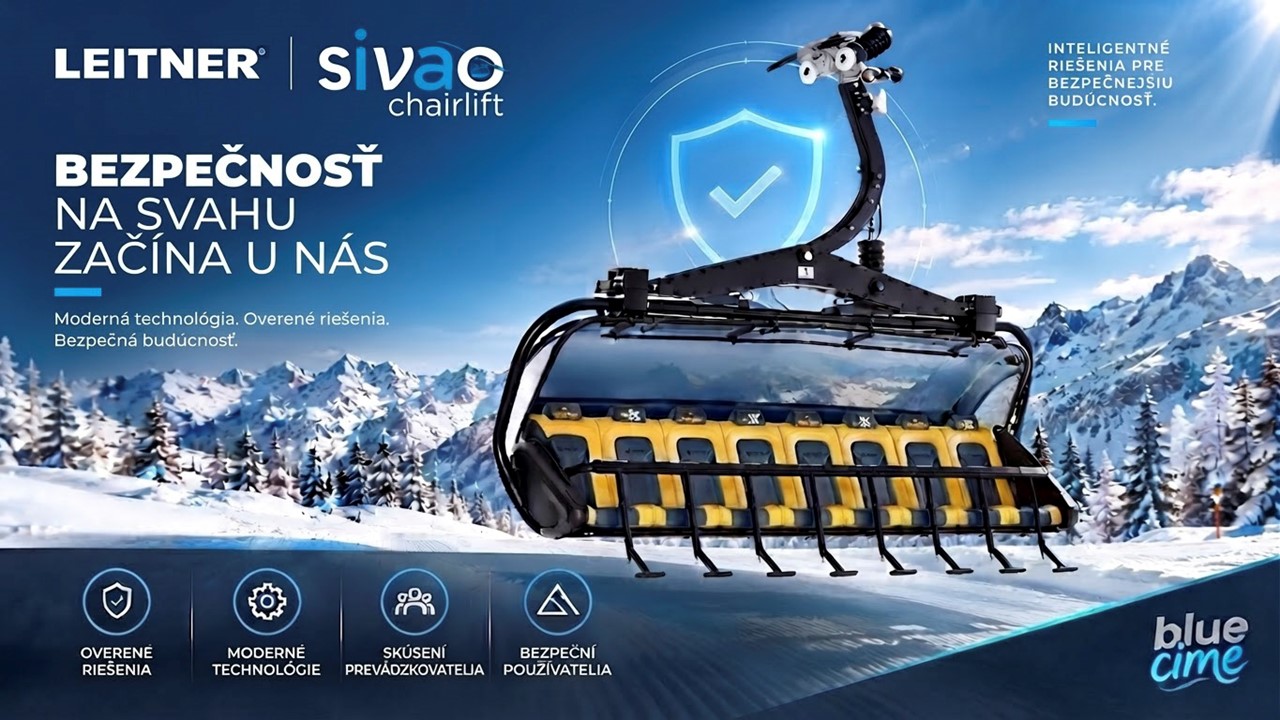 LEITNER®
sivao
chairlift
INTELIGENTNÉ
RIEŠENIA PRE
BEZPEČNEJŠIU
BUDÚCNOSŤ.
BEZPEČNOSŤ
NA SVAHU
ZAČÍNA U NÁS
Moderná technológia. Overené riešenia.
Bezpečná budúcnosť.
OVERENÉ
RIEŠENIA
MODERNÉ
TECHNOLÓGIE
SKÚSENÍ
PREVÁDZKOVATELIA
BEZPEČNÍ
POUŽÍVATELIA
blue
cime